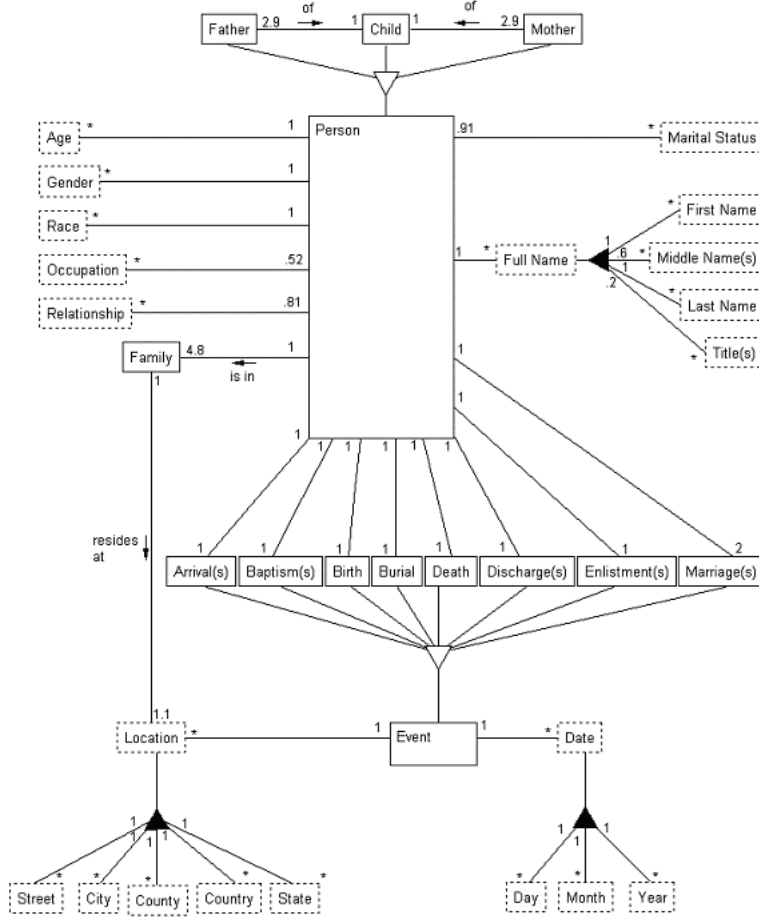 of of
Father 2.9 1 Child 1 2.9 Mother
Person
Age * 1
.91 * Marital Status
Gender * 1
Race * 1
* First Name
Occupation * .52
1 * Full Name 1 .6 1 .2 * Middle Name(s)
Relationship * .81
* Last Name
Family 4.8 1
is in
* Title(s)
1
1
1
1 1 1 1 1 1
resides
at
1 1 1 1 1 1 1 2
Arrival(s) Baptism(s) Birth Burial Death Discharge(s) Enlistment(s) Marriage(s)
1.1
Location * 1 Event 1 * Date
1 1 1 1 1
1 1 1
* * * * *
Street City County Country State
* * *
Day Month Year